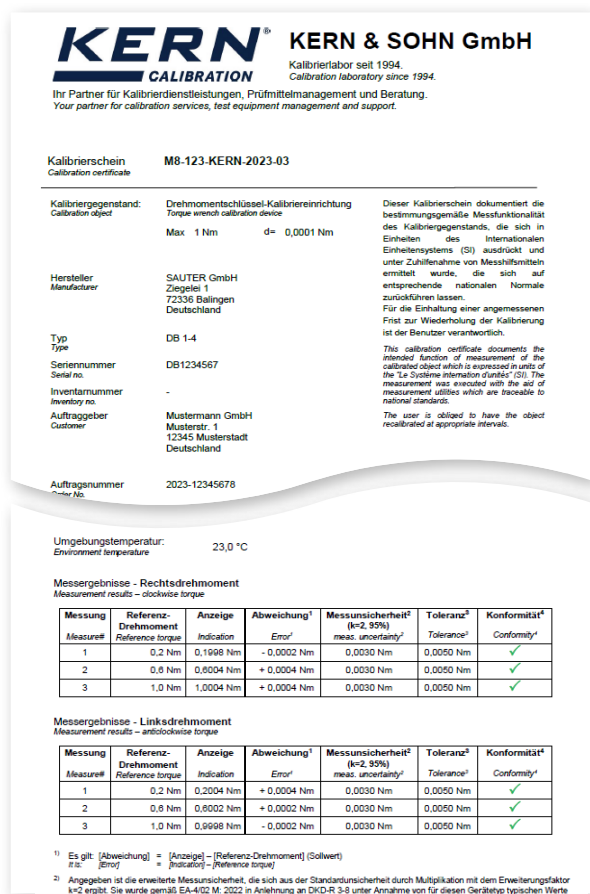 KERN®
CALIBRATION
KERN & SOHN GmbH
Kalibrierlabor seit 1994.
Calibration laboratory since 1994.
Ihr Partner für Kalibrierdienstleistungen, Prüfmittelmanagement und Beratung.
Your partner for calibration services, test equipment management and support.
Kalibrierschein M8-123-KERN-2023-03
Calibration certificate
Kalibriergegenstand: Drehmomentschlüssel-Kalibriereinrichtung
Calibration object Torque wrench calibration device
Max 1 Nm d= 0,0001 Nm
Hersteller SAUTER GmbH
Manufacturer Ziegelei 1
72336 Balingen
Deutschland
Typ DB 1-4
Type
Seriennummer DB1234567
Serial no.
Inventarnummer -
Inventory no.
Auftraggeber Mustermann GmbH
Customer Musterstr. 1
12345 Musterstadt
Deutschland
Auftragsnummer 2023-12345678
Order No.
Dieser Kalibrierschein dokumentiert die
bestimmungsgemäße Messfunktionalität
des Kalibriergegenstands, die sich in
Einheiten des Internationalen
Einheitensystems (SI) ausdrückt und
unter Zuhilfenahme von Messhilfsmitteln
ermittelt wurde, die sich auf
entsprechende nationalen Normale
zurückführen lassen.
Für die Einhaltung einer angemessenen
Frist zur Wiederholung der Kalibrierung
ist der Benutzer verantwortlich.
This calibration certificate documents the
intended function of measurement of the
calibrated object which is expressed in units of
the "Le Système internation d'unités" (SI). The
measurement was executed with the aid of
measurement utilities which are traceable to
national standards.
The user is obliged to have the object
recalibrated at appropriate intervals.
Umgebungstemperatur: 23,0 °C
Environment temperature
Messergebnisse - Rechtsdrehmoment
Measurement results – clockwise torque
Messung Referenz- Anzeige Abweichung¹ Messunsicherheit² Toleranz³ Konformität⁴
Drehmoment (k=2, 95%)
Measure# Reference torque Indication Error¹ meas. uncertainty² Tolerance³ Conformity⁴
1 0,2 Nm 0,1998 Nm - 0,0002 Nm 0,0030 Nm 0,0050 Nm ✓
2 0,6 Nm 0,6004 Nm + 0,0004 Nm 0,0030 Nm 0,0050 Nm ✓
3 1,0 Nm 1,0004 Nm + 0,0004 Nm 0,0030 Nm 0,0050 Nm ✓
Messergebnisse - Linksdrehmoment
Measurement results – anticlockwise torque
Messung Referenz- Anzeige Abweichung¹ Messunsicherheit² Toleranz³ Konformität⁴
Drehmoment (k=2, 95%)
Measure# Reference torque Indication Error¹ meas. uncertainty² Tolerance³ Conformity⁴
1 0,2 Nm 0,2004 Nm + 0,0004 Nm 0,0030 Nm 0,0050 Nm ✓
2 0,6 Nm 0,6002 Nm + 0,0002 Nm 0,0030 Nm 0,0050 Nm ✓
3 1,0 Nm 0,9998 Nm - 0,0002 Nm 0,0030 Nm 0,0050 Nm ✓
1) Es gilt: [Abweichung] = [Anzeige] – [Referenz-Drehmoment] (Sollwert)
It is: [Error] = [Indication] – [Reference torque]
2) Angegeben ist die erweiterte Messunsicherheit, die sich aus der Standardunsicherheit durch Multiplikation mit dem Erweiterungsfaktor
k=2 ergibt. Sie wurde gemäß EA-4/02 M: 2022 in Anlehnung an DKD-R 3-8 unter Annahme von für diesen Gerätetyp typischen Werte